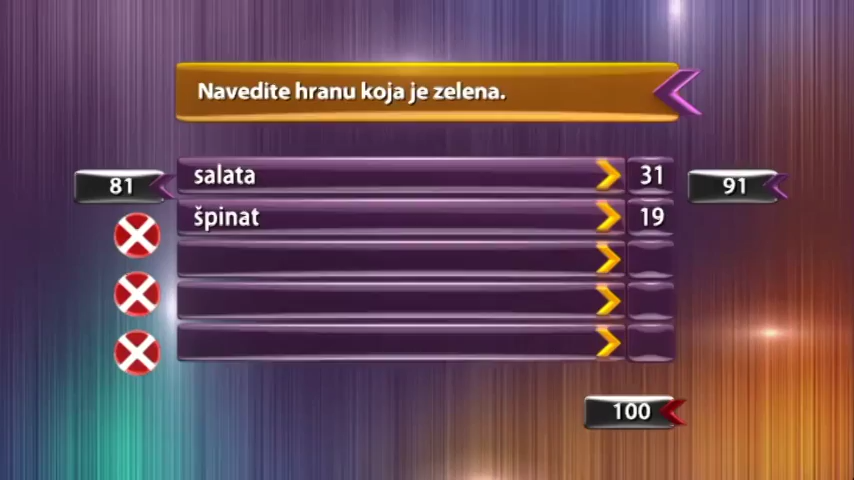 Navedite hranu koja je zelena.
81
salata
31
91
špinat
19
100